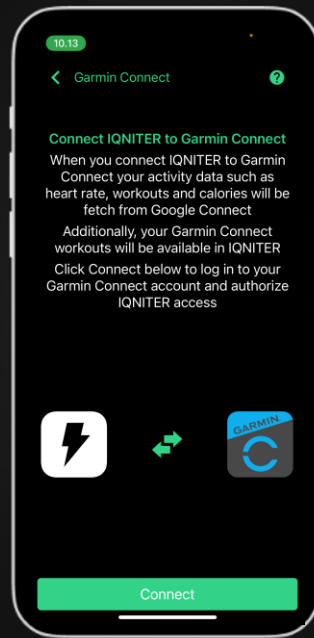 10.13
Garmin Connect
?
Connect IQNITER to Garmin Connect
When you connect IQNITER to Garmin
Connect your activity data such as
heart rate, workouts and calories will be
fetch from Google Connect
Additionally, your Garmin Connect
workouts will be available in IQNITER
Click Connect below to log in to your
Garmin Connect account and authorize
IQNITER access
GARMIN
Connect